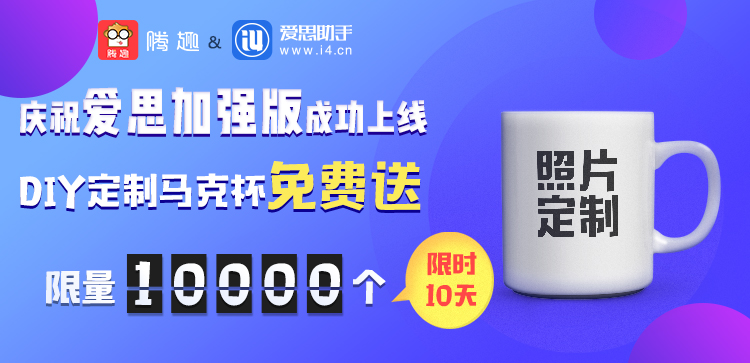 腾趣
腾趣 & iU 爱思助手
www.i4.cn
庆祝爱思加强版成功上线
DIY定制马克杯免费送
限量10000个
限时
10天
照片
定制